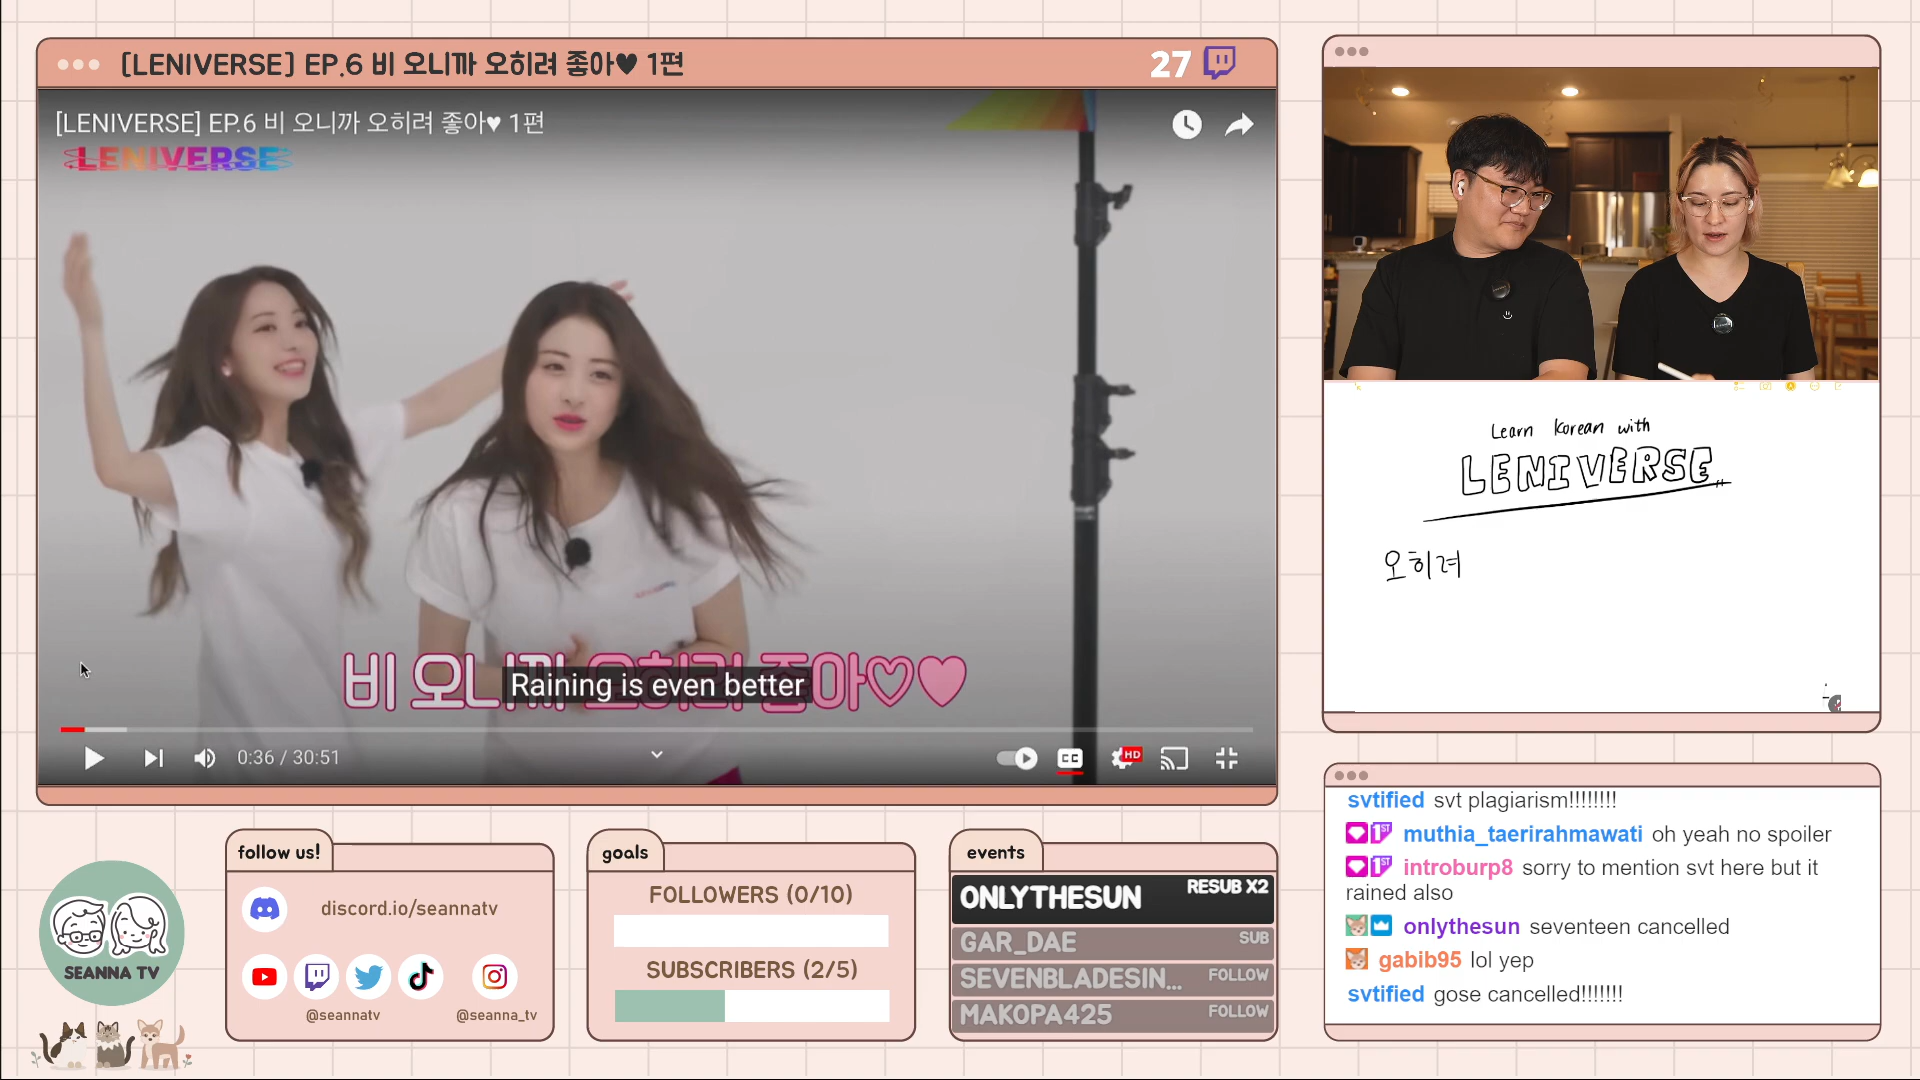 [LENIVERSE] EP.6 비 오니까 오히려 좋아♥ 1편
27
[LENIVERSE] EP.6 비 오니까 오히려 좋아♥ 1편
LENIVERSE
비 오니까 오히려 좋아♡♥
Raining is even better
0:36 / 30:51
CC
HD
Learn Korean with
LENIVERSE
오히려
svtified svt plagiarism!!!!!!!!
1ST muthia_taerirahmawati oh yeah no spoiler
1ST introburp8 sorry to mention svt here but it
rained also
onlythesun seventeen cancelled
gabib95 lol yep
svtified gose cancelled!!!!!!!
SEANNA TV
follow us!
discord.io/seannatv
@seannatv
@seanna_tv
goals
FOLLOWERS (0/10)
SUBSCRIBERS (2/5)
events
ONLYTHESUN RESUB X2
GAR_DAE SUB
SEVENBLADESIN... FOLLOW
MAKOPA425 FOLLOW